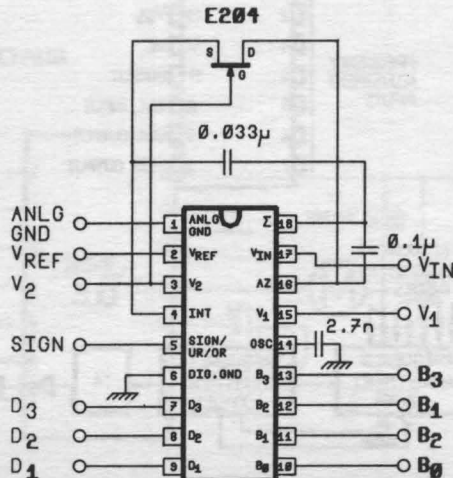 E204
S D
G
0.033µ
ANLG GND
1 ANLG GND Σ 18
0.1µ
VREF 2 VREF VIN 17 VIN
V2 3 V2 AZ 16
4 INT V1 15 V1
2.7n
SIGN 5 SIGN/ UR/OR OSC 14
6 DIG.GND B3 13 B3
D3 7 D3 B2 12 B1
D2 8 D2 B1 11 B2
D1 9 D1 B0 10 B0